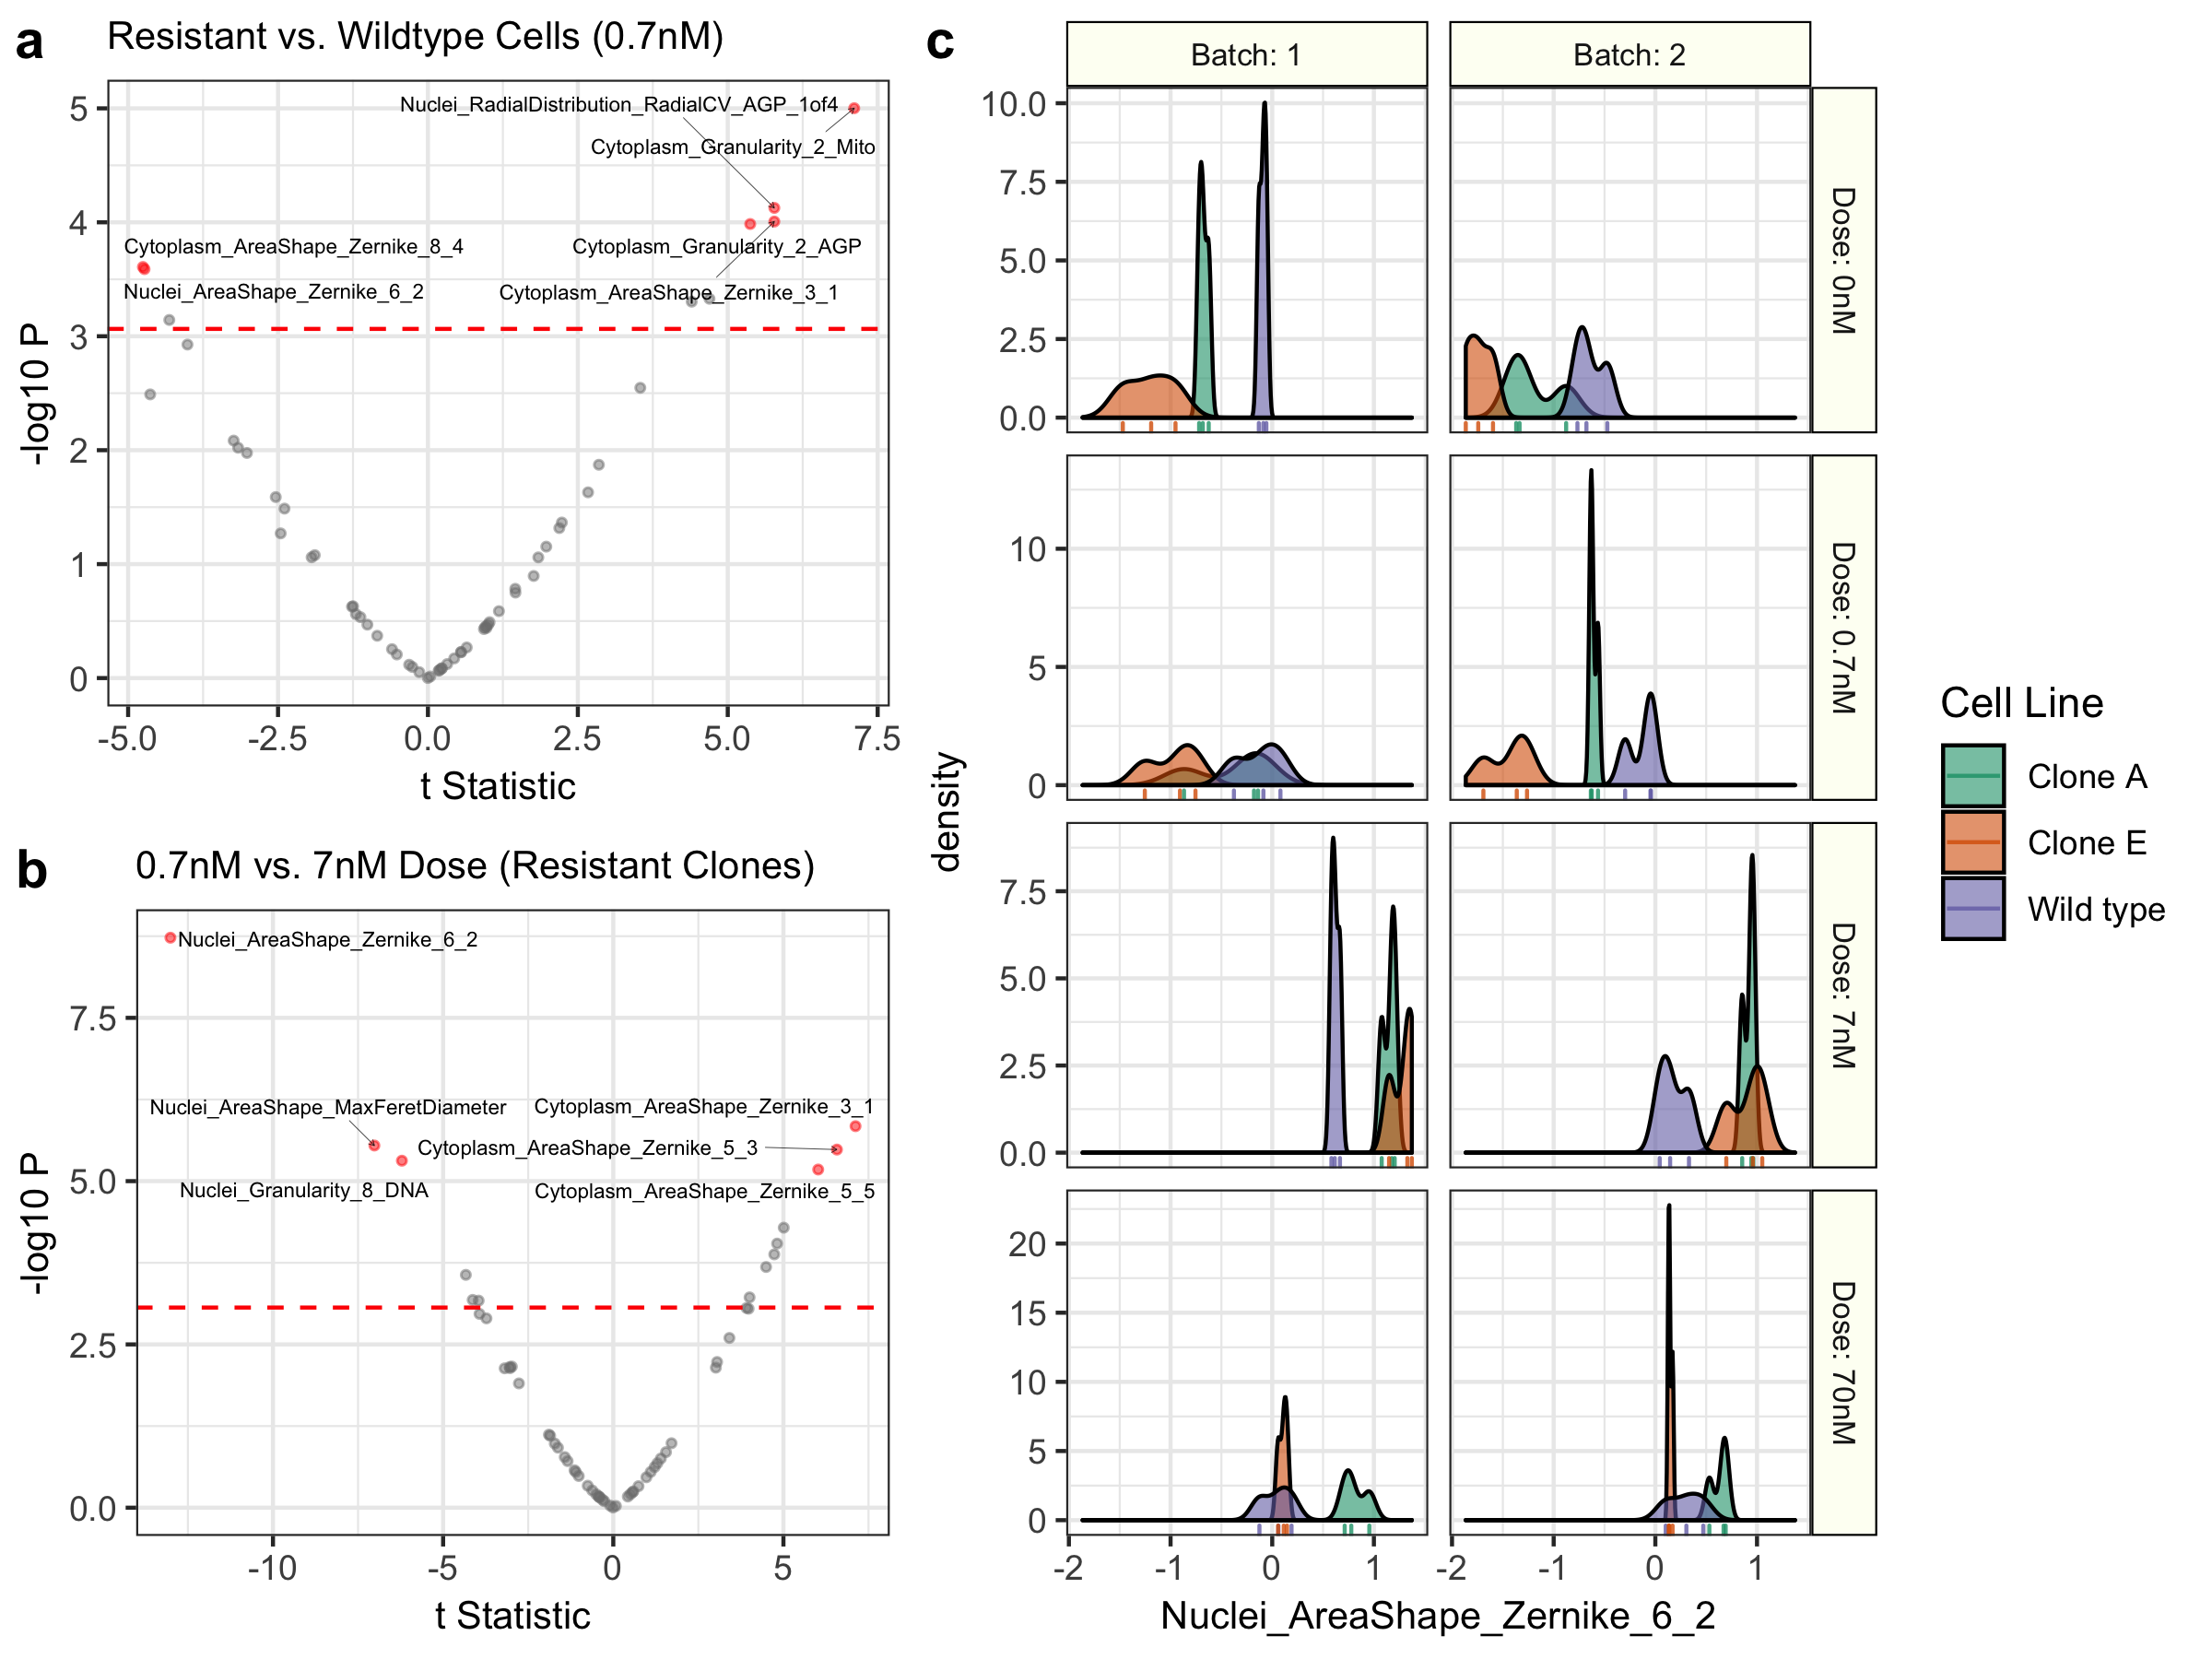 a
Resistant vs. Wildtype Cells (0.7nM)
Nuclei_RadialDistribution_RadialCV_AGP_1of4
Cytoplasm_Granularity_2_Mito
Cytoplasm_AreaShape_Zernike_8_4
Cytoplasm_Granularity_2_AGP
Nuclei_AreaShape_Zernike_6_2
Cytoplasm_AreaShape_Zernike_3_1
-log10 P
5
4
3
2
1
0
-5.0 -2.5 0.0 2.5 5.0 7.5
t Statistic
b
0.7nM vs. 7nM Dose (Resistant Clones)
Nuclei_AreaShape_Zernike_6_2
Nuclei_AreaShape_MaxFeretDiameter
Cytoplasm_AreaShape_Zernike_3_1
Cytoplasm_AreaShape_Zernike_5_3
Nuclei_Granularity_8_DNA
Cytoplasm_AreaShape_Zernike_5_5
-log10 P
7.5
5.0
2.5
0.0
-10 -5 0 5
t Statistic
c
Batch: 1
Batch: 2
density
10.0
7.5
5.0
2.5
0.0
Dose: 0nM
10
5
0
Dose: 0.7nM
7.5
5.0
2.5
0.0
Dose: 7nM
20
15
10
5
0
Dose: 70nM
-2 -1 0 1
-2 -1 0 1
Nuclei_AreaShape_Zernike_6_2
Cell Line
Clone A
Clone E
Wild type